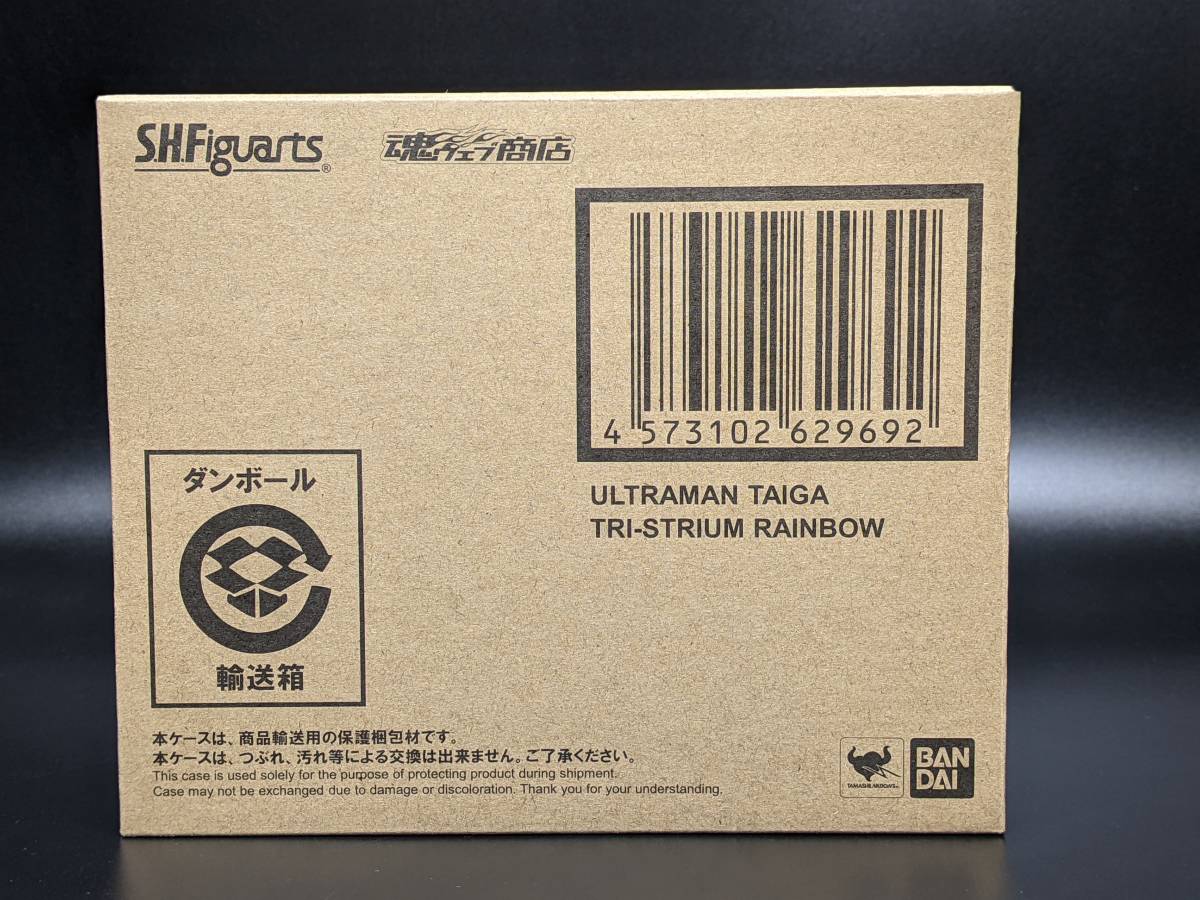 S.H.Figuarts®
魂ウェブ商店
4 573102 629692
ULTRAMAN TAIGA
TRI-STRIUM RAINBOW
ダンボール
輸送箱
本ケースは、商品輸送用の保護梱包材です。
本ケースは、つぶれ、汚れ等による交換は出来ません。ご了承ください。
This case is used solely for the purpose of protecting product during shipment.
Case may not be exchanged due to damage or discoloration. Thank you for your understanding.
TAMASHII NATIONS
BAN
DAI